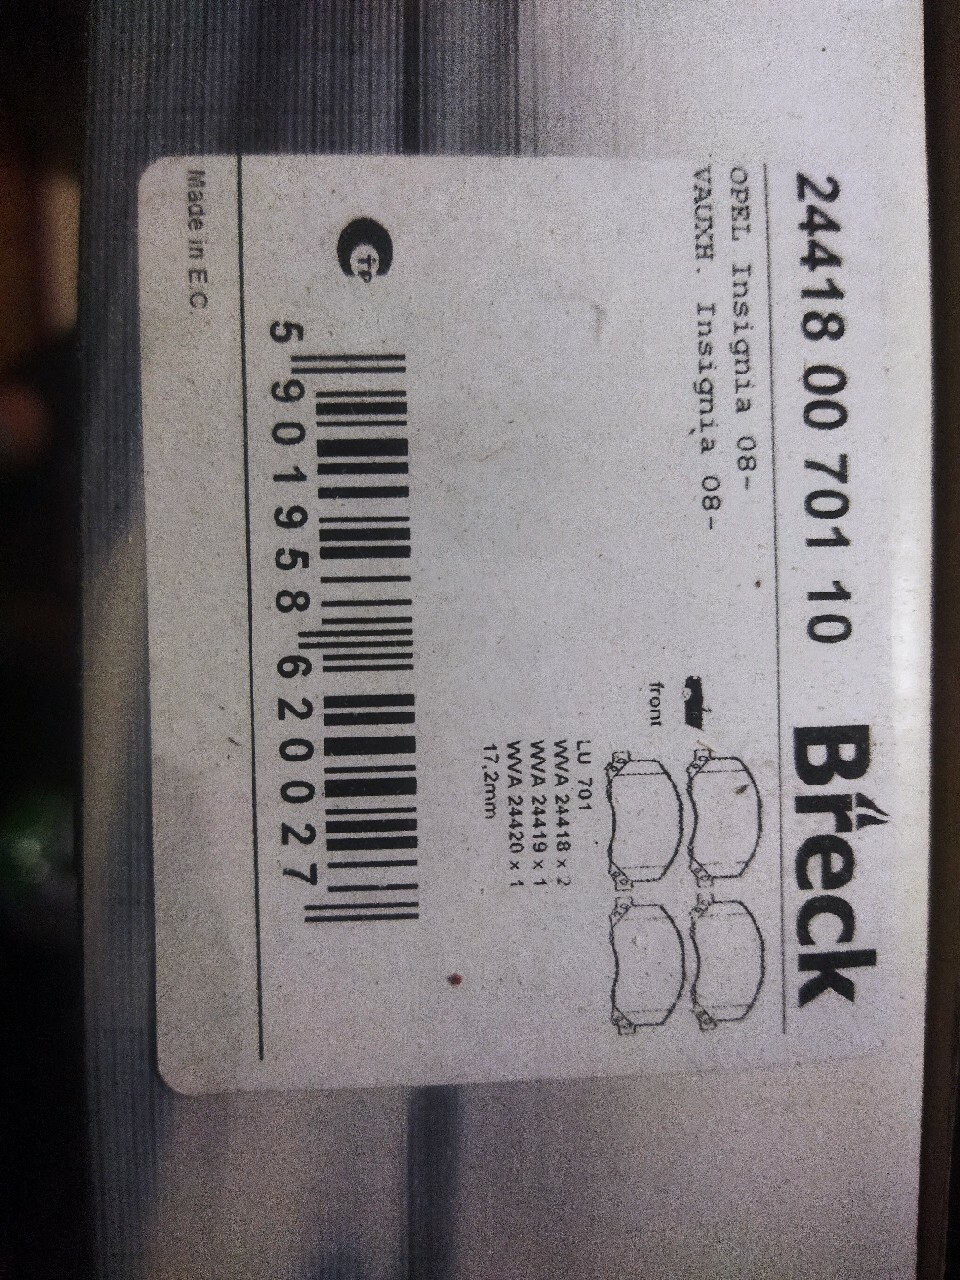 24418 00 701 10 Breck
OPEL Insignia 08-
VAUXH. Insignia 08-
front
LU 701
WVA 24418 x 2
WVA 24419 x 1
WVA 24420 x 1
17,2mm
5 901958 620027
Made in E.C.